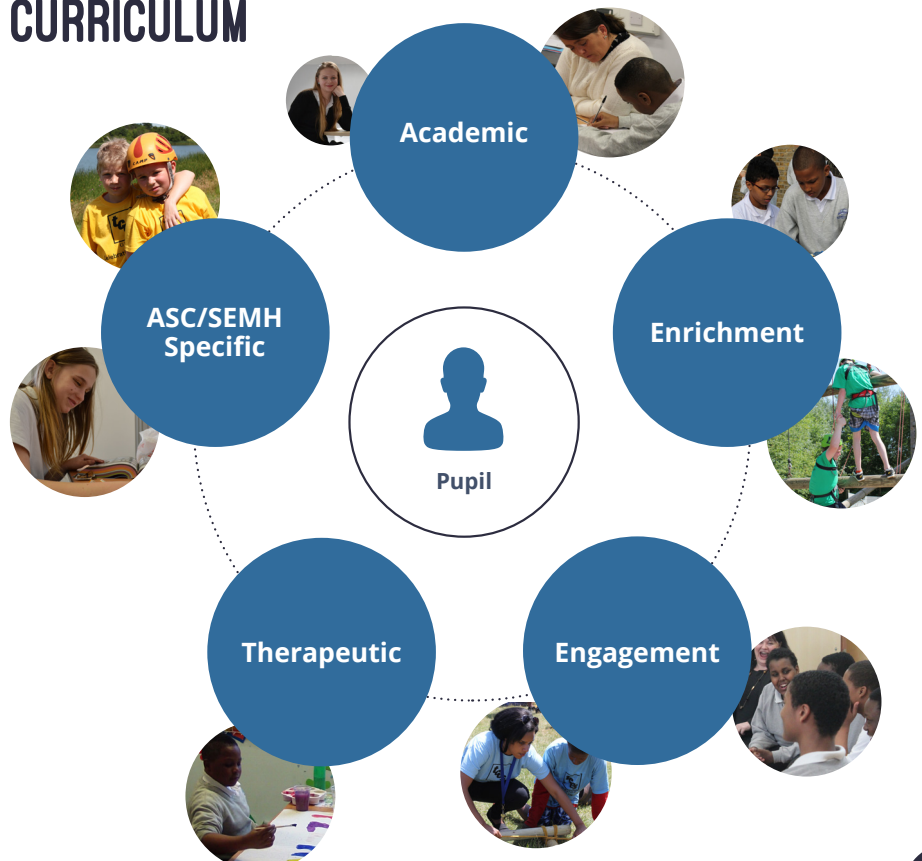 CURRICULUM
Academic
ASC/SEMH
Specific
Enrichment
Pupil
Therapeutic
Engagement